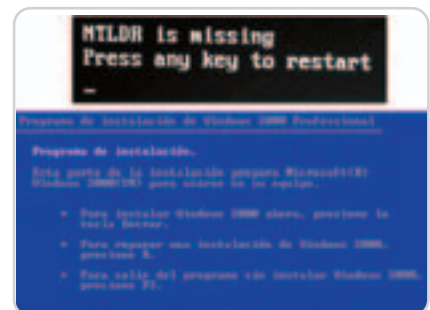 NTLDR is missing
Press any key to restart
Programa de instalación de Windows 2000 Professional
Programa de instalación.
Esta parte de la instalación prepara Microsoft(R)
Windows 2000(TM) para usarse en su equipo.
• Para instalar Windows 2000 ahora, presione la
tecla Entrar.
• Para reparar una instalación de Windows 2000,
presione R.
• Para salir del programa sin instalar Windows 2000,
presione F3.